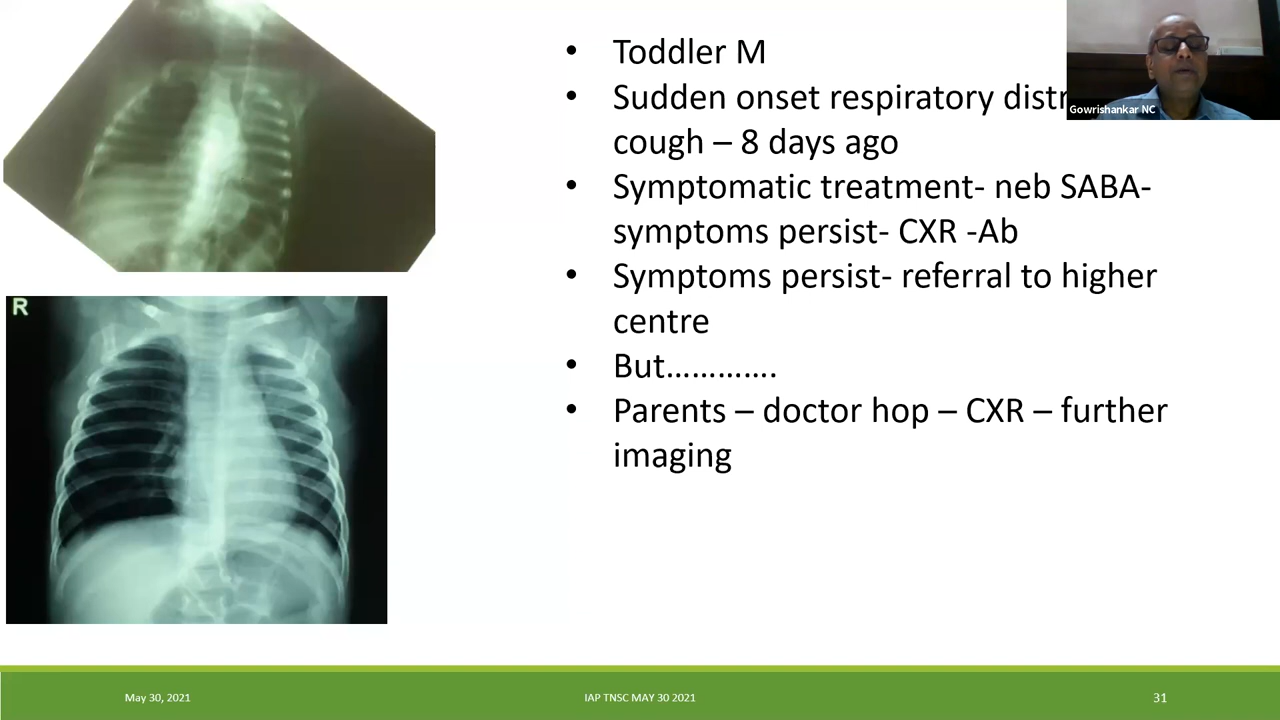 Toddler M
Sudden onset respiratory
cough – 8 days ago
Symptomatic treatment- neb SABA-
symptoms persist- CXR -Ab
Symptoms persist- referral to higher
centre
But………….
Parents – doctor hop – CXR – further
imaging
Gowrishankar NC
R
May 30, 2021
IAP TNSC MAY 30 2021
31